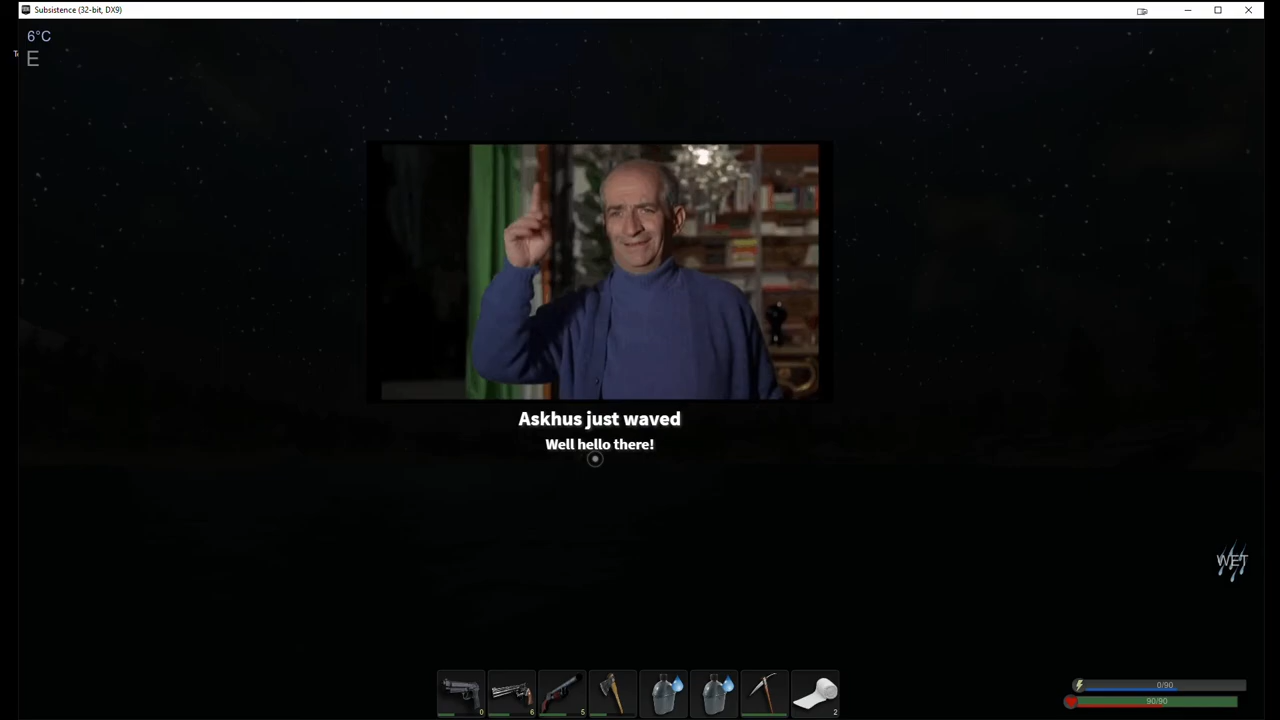 Subsistence (32-bit, DX9)
6°C
E
Askhus just waved
Well hello there!
WET
0
6
5
2
0/90
90/90